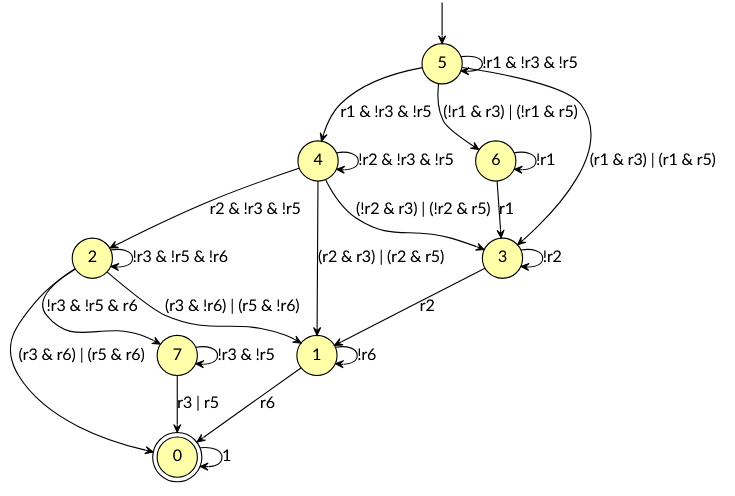 5
!r1 & !r3 & !r5
r1 & !r3 & !r5
(!r1 & r3) | (!r1 & r5)
4
!r2 & !r3 & !r5
6
!r1
(r1 & r3) | (r1 & r5)
r2 & !r3 & !r5
(!r2 & r3) | (!r2 & r5)
r1
2
!r3 & !r5 & !r6
(r2 & r3) | (r2 & r5)
3
!r2
!r3 & !r5 & r6
(r3 & !r6) | (r5 & !r6)
r2
(r3 & r6) | (r5 & r6)
7
!r3 & !r5
1
!r6
r3 | r5
r6
0
1